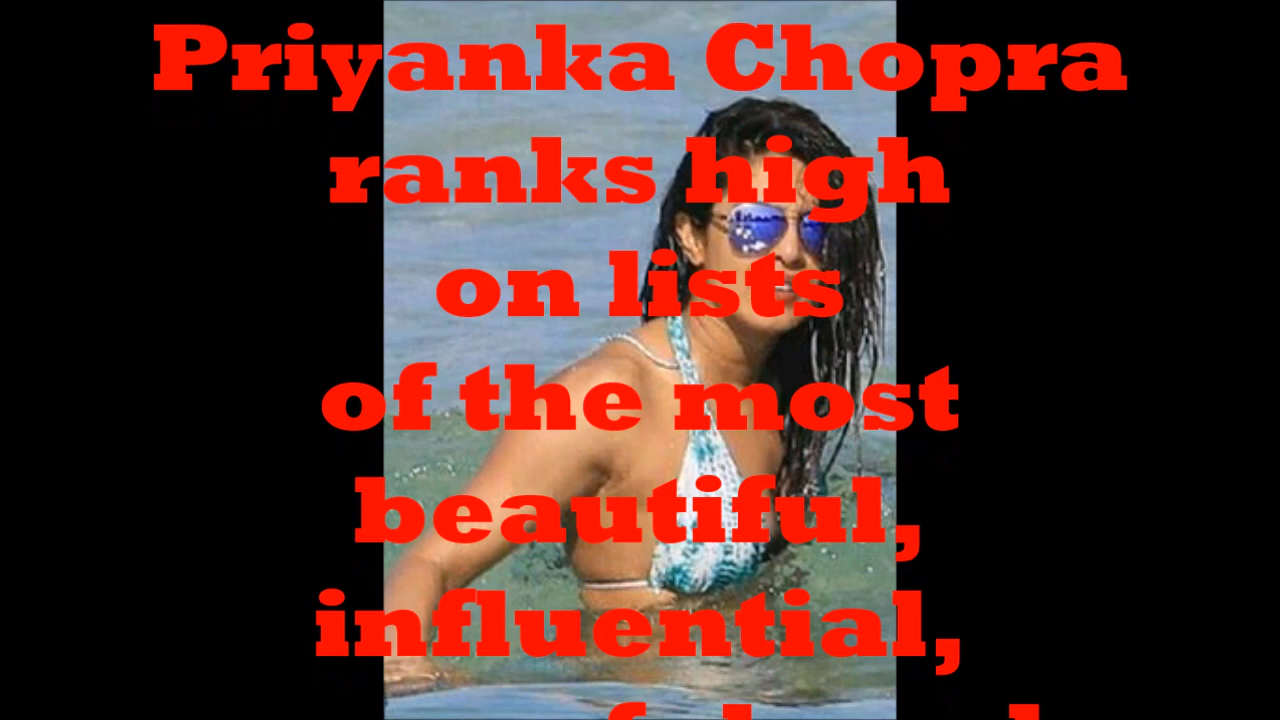 Priyanka Chopra
ranks high
on lists
of the most
beautiful,
influential,